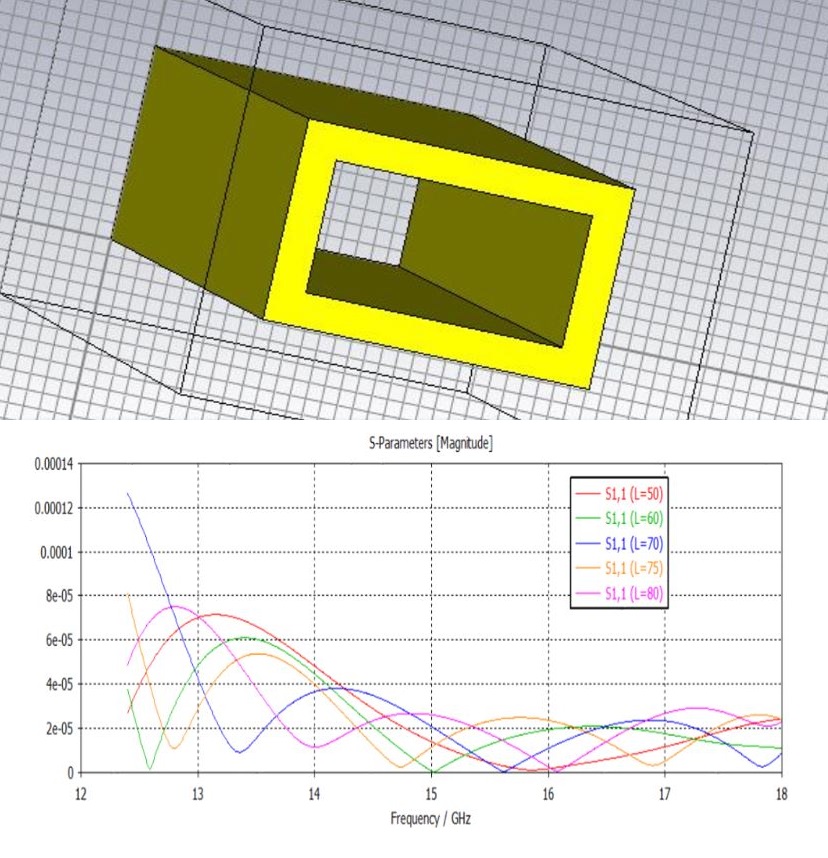 S-Parameters [Magnitude]
0.00014
0.00012
0.0001
8e-05
6e-05
4e-05
2e-05
0
S1,1 (L=50)
S1,1 (L=60)
S1,1 (L=70)
S1,1 (L=75)
S1,1 (L=80)
12 13 14 15 16 17 18
Frequency / GHz